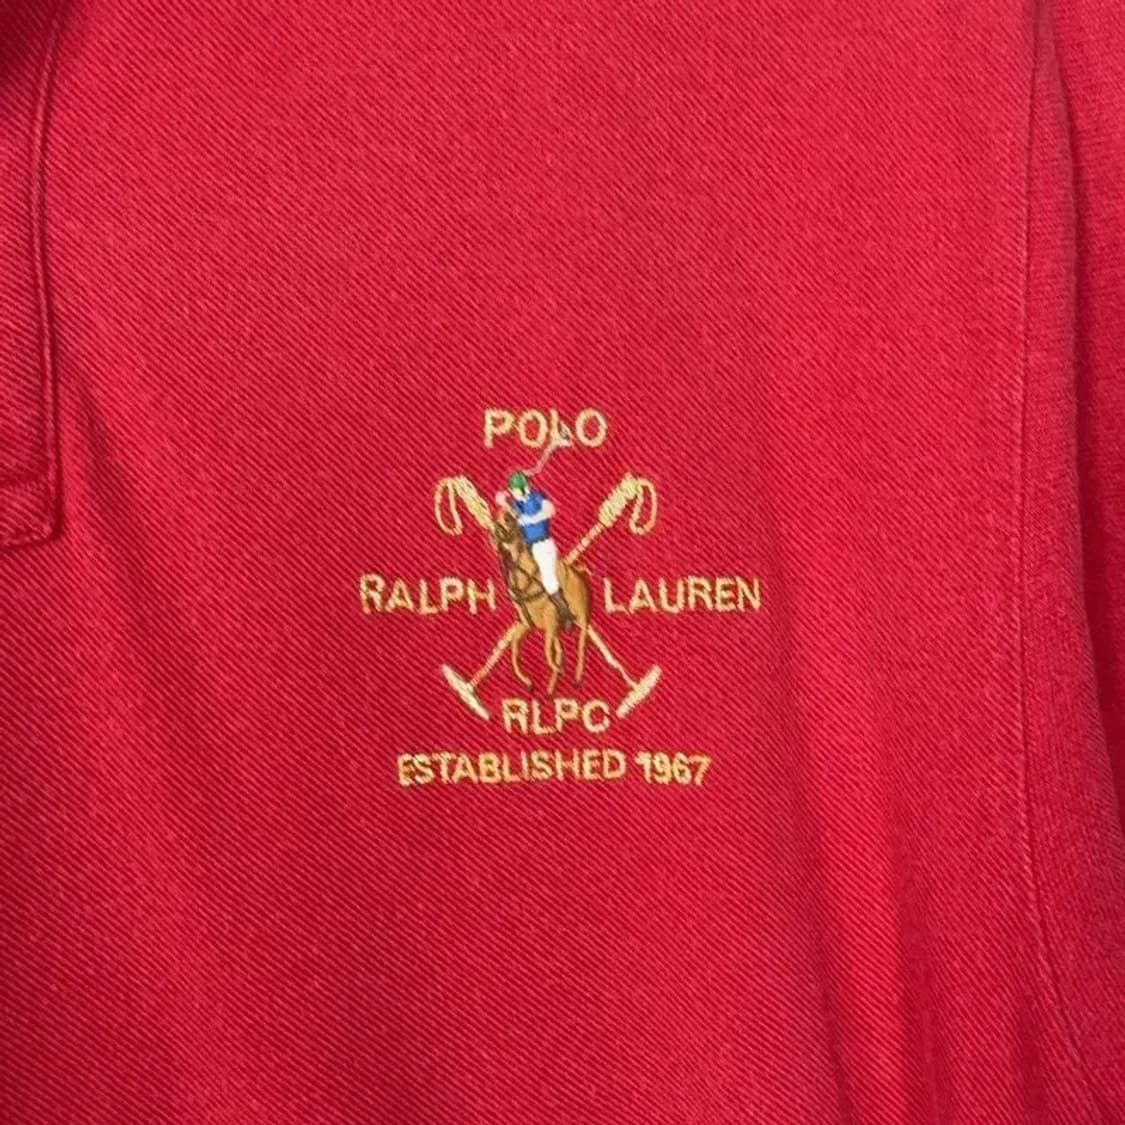 POLO
RALPH LAUREN
RLPC
ESTABLISHED 1967